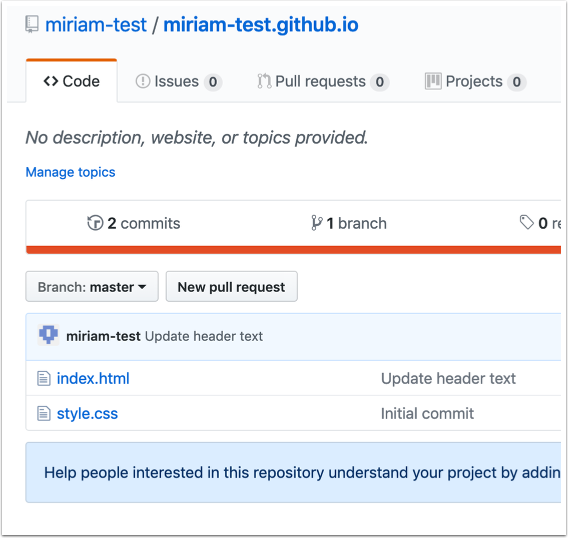 miriam-test / miriam-test.github.io
Code Issues 0 Pull requests 0 Projects 0
No description, website, or topics provided.
Manage topics
2 commits 1 branch 0 re
Branch: master New pull request
miriam-test Update header text
index.html Update header text
style.css Initial commit
Help people interested in this repository understand your project by addin